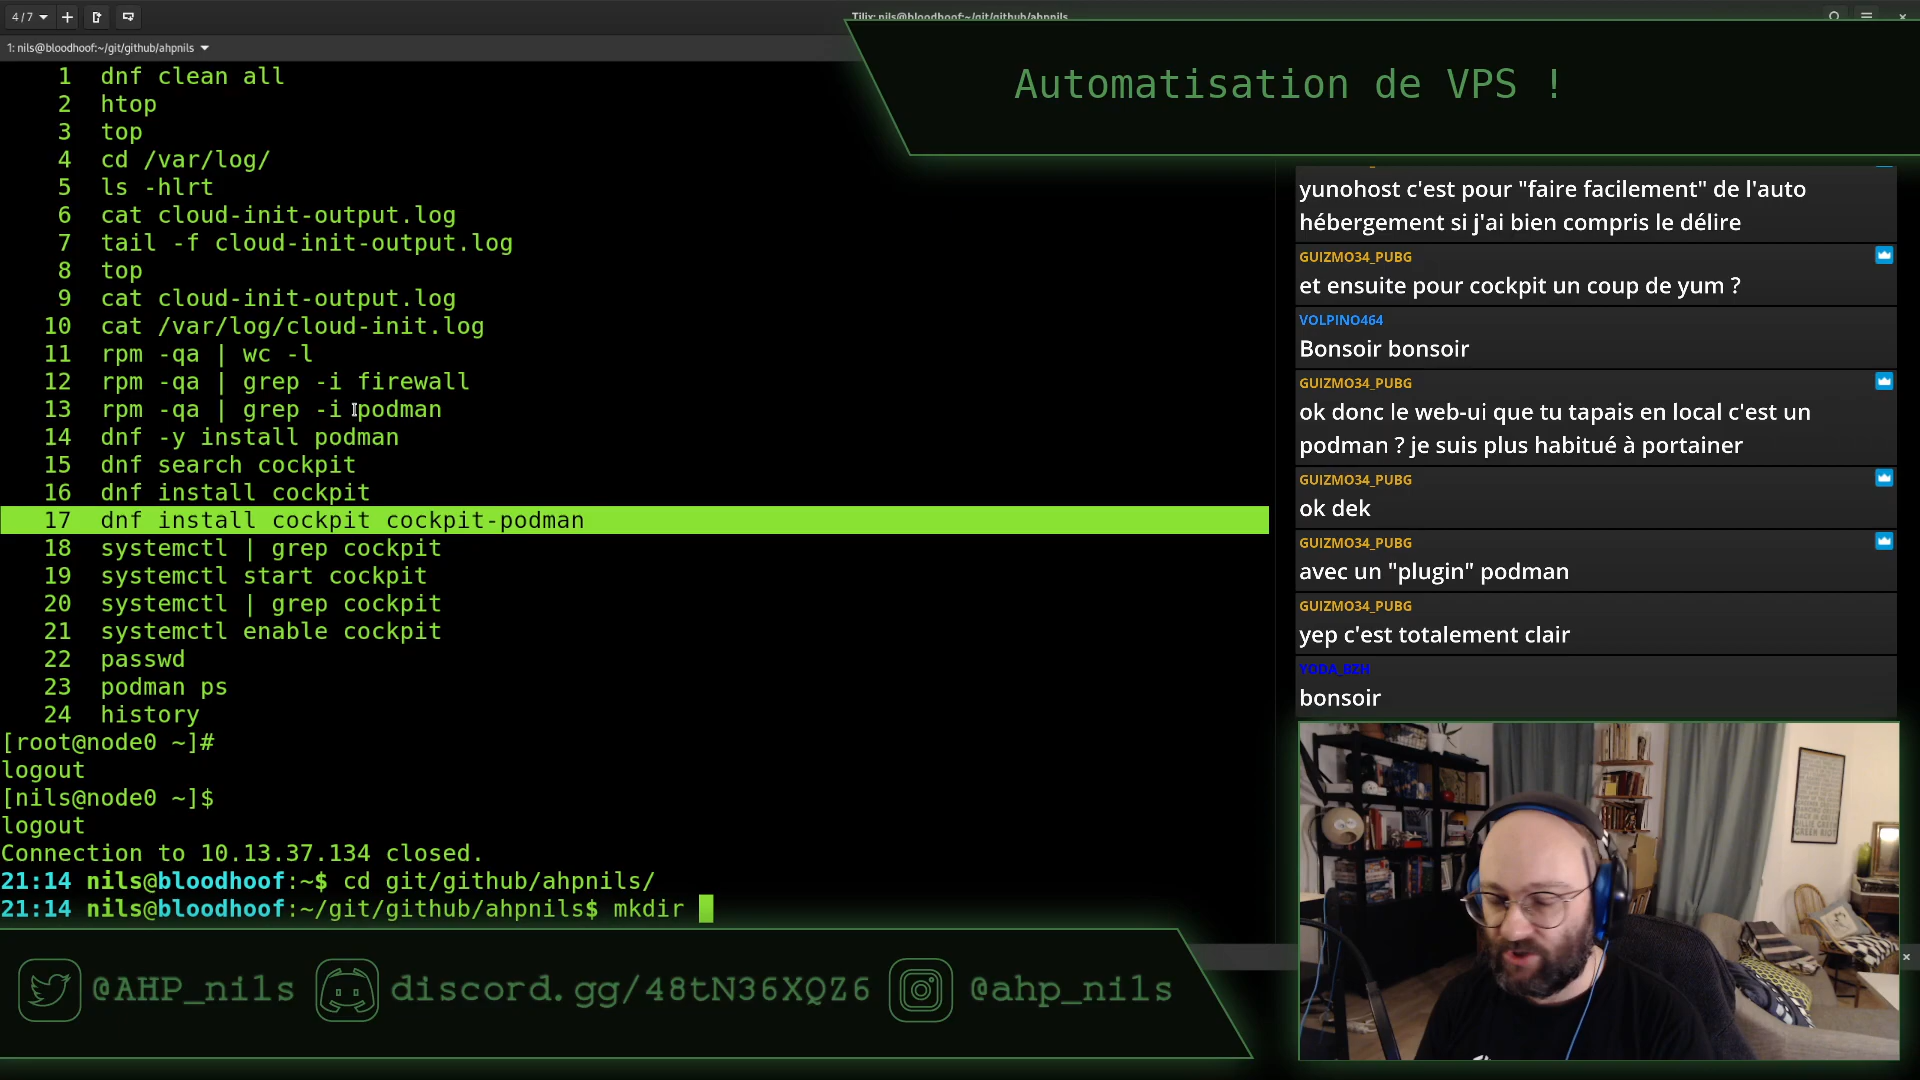 4 / 7
Tilix: nils@bloodhoof:~/git/github/ahpnils
1: nils@bloodhoof:~/git/github/ahpnils
1 dnf clean all
2 htop
3 top
4 cd /var/log/
5 ls -hlrt
6 cat cloud-init-output.log
7 tail -f cloud-init-output.log
8 top
9 cat cloud-init-output.log
10 cat /var/log/cloud-init.log
11 rpm -qa | wc -l
12 rpm -qa | grep -i firewall
13 rpm -qa | grep -i podman
14 dnf -y install podman
15 dnf search cockpit
16 dnf install cockpit
17 dnf install cockpit cockpit-podman
18 systemctl | grep cockpit
19 systemctl start cockpit
20 systemctl | grep cockpit
21 systemctl enable cockpit
22 passwd
23 podman ps
24 history
[root@node0 ~]#
logout
[nils@node0 ~]$
logout
Connection to 10.13.37.134 closed.
21:14 nils@bloodhoof:~$ cd git/github/ahpnils/
21:14 nils@bloodhoof:~/git/github/ahpnils$ mkdir
Automatisation de VPS !
yunohost c'est pour "faire facilement" de l'auto
hébergement si j'ai bien compris le délire
GUIZMO34_PUBG
et ensuite pour cockpit un coup de yum ?
VOLPINO464
Bonsoir bonsoir
GUIZMO34_PUBG
ok donc le web-ui que tu tapais en local c'est un
podman ? je suis plus habitué à portainer
GUIZMO34_PUBG
ok dek
GUIZMO34_PUBG
avec un "plugin" podman
GUIZMO34_PUBG
yep c'est totalement clair
YODA_BZH
bonsoir
@AHP_nils
discord.gg/48tN36XQZ6
@ahp_nils